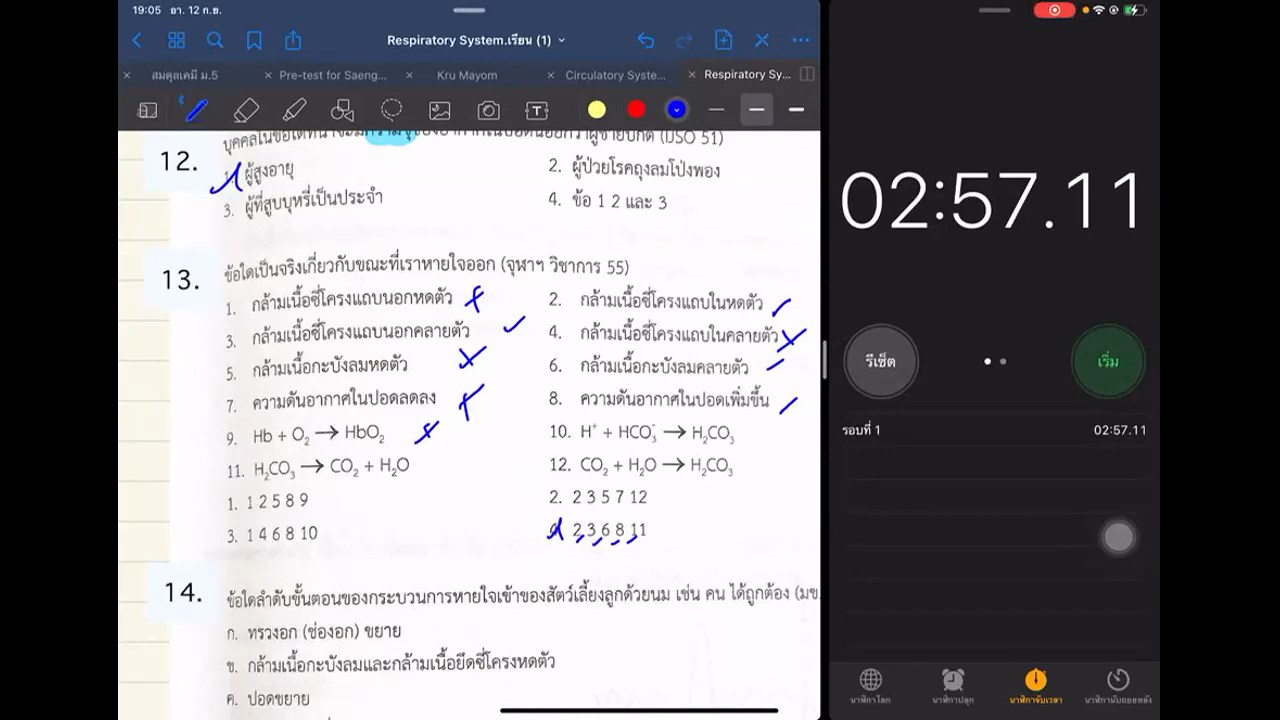 19:05 อา. 12 ก.ย.
Respiratory System.เรียน (1)
สมดุลเคมี ม.5
Pre-test for Saeng...
Kru Mayom
Circulatory Syste...
Respiratory Sy...
12.
1. ผู้สูงอายุ
2. ผู้ป่วยโรคถุงลมโป่งพอง
3. ผู้ที่สูบบุหรี่เป็นประจำ
4. ข้อ 1 2 และ 3
13. ข้อใดเป็นจริงเกี่ยวกับขณะที่เราหายใจออก (จุฬาฯ วิชาการ 55)
1. กล้ามเนื้อซี่โครงแถบนอกหดตัว
2. กล้ามเนื้อซี่โครงแถบในหดตัว
3. กล้ามเนื้อซี่โครงแถบนอกคลายตัว
4. กล้ามเนื้อซี่โครงแถบในคลายตัว
5. กล้ามเนื้อกะบังลมหดตัว
6. กล้ามเนื้อกะบังลมคลายตัว
7. ความดันอากาศในปอดลดลง
8. ความดันอากาศในปอดเพิ่มขึ้น
9. Hb + O₂ → HbO₂
10. H⁺ + HCO₃⁻ → H₂CO₃
11. H₂CO₃ → CO₂ + H₂O
12. CO₂ + H₂O → H₂CO₃
1. 1 2 5 8 9
2. 2 3 5 7 12
3. 1 4 6 8 10
4. 2 3 6 8 11
14. ข้อใดลำดับขั้นตอนของกระบวนการหายใจเข้าของสัตว์เลี้ยงลูกด้วยนม เช่น คน ได้ถูกต้อง (มข.
ก. ทรวงอก (ช่องอก) ขยาย
ข. กล้ามเนื้อกะบังลมและกล้ามเนื้อยึดซี่โครงหดตัว
ค. ปอดขยาย
02:57.11
รีเซ็ต
เริ่ม
รอบที่ 1 02:57.11
นาฬิกาโลก
นาฬิกาปลุก
นาฬิกาจับเวลา
นาฬิกานับถอยหลัง